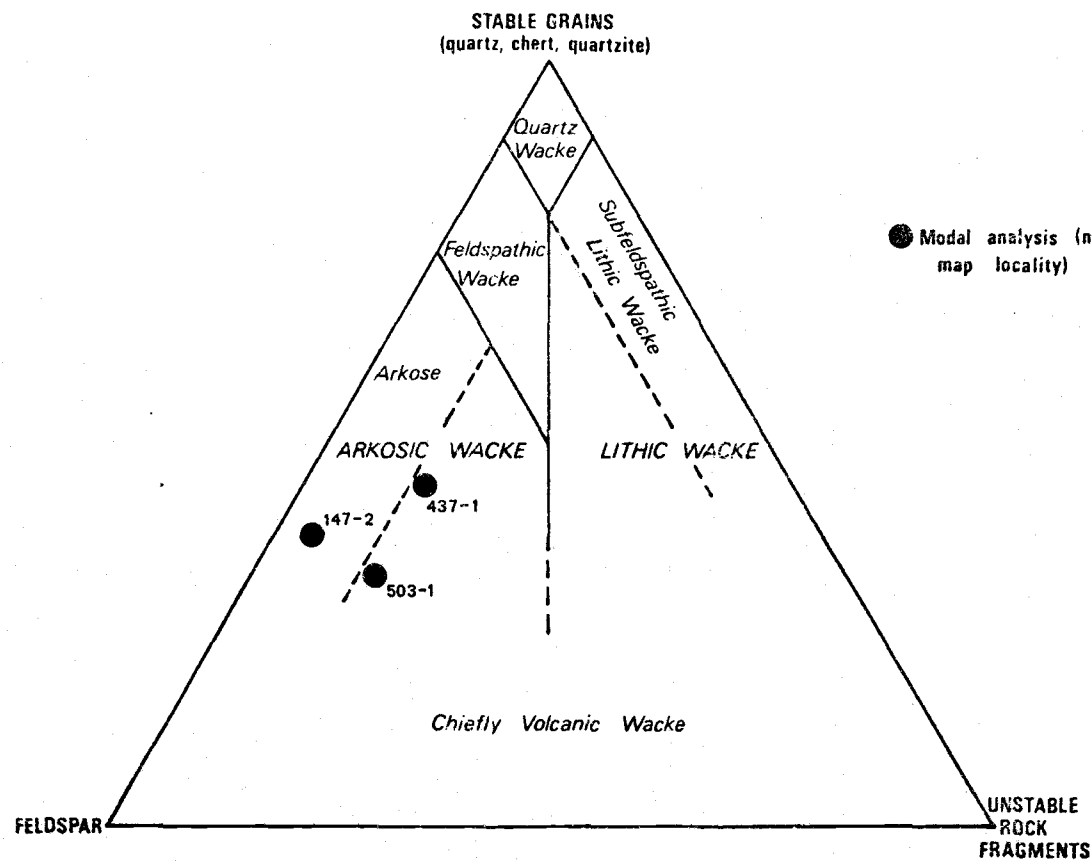 STABLE GRAINS
(quartz, chert, quartzite)
Quartz
Wacke
Subfeldspathic
Lithic Wacke
Feldspathic
Wacke
Modal analysis (n
map locality)
Arkose
ARKOSIC WACKE
LITHIC WACKE
437-1
147-2
503-1
Chiefly Volcanic Wacke
FELDSPAR
UNSTABLE
ROCK
FRAGMENTS